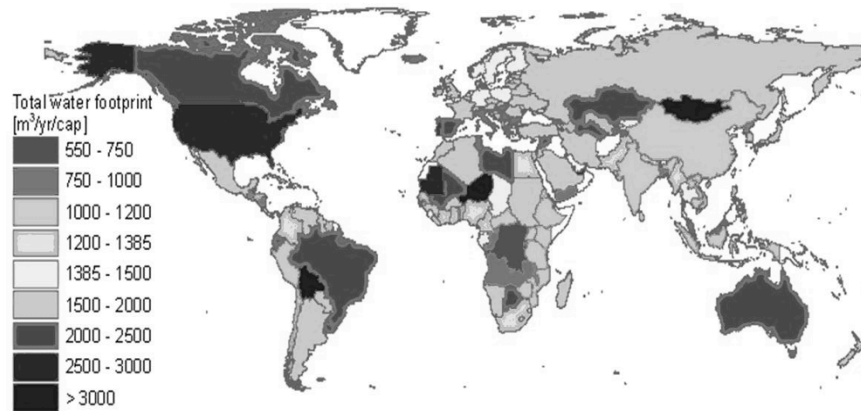 Total water footprint
[m³/yr/cap]
550 - 750
750 - 1000
1000 - 1200
1200 - 1385
1385 - 1500
1500 - 2000
2000 - 2500
2500 - 3000
> 3000